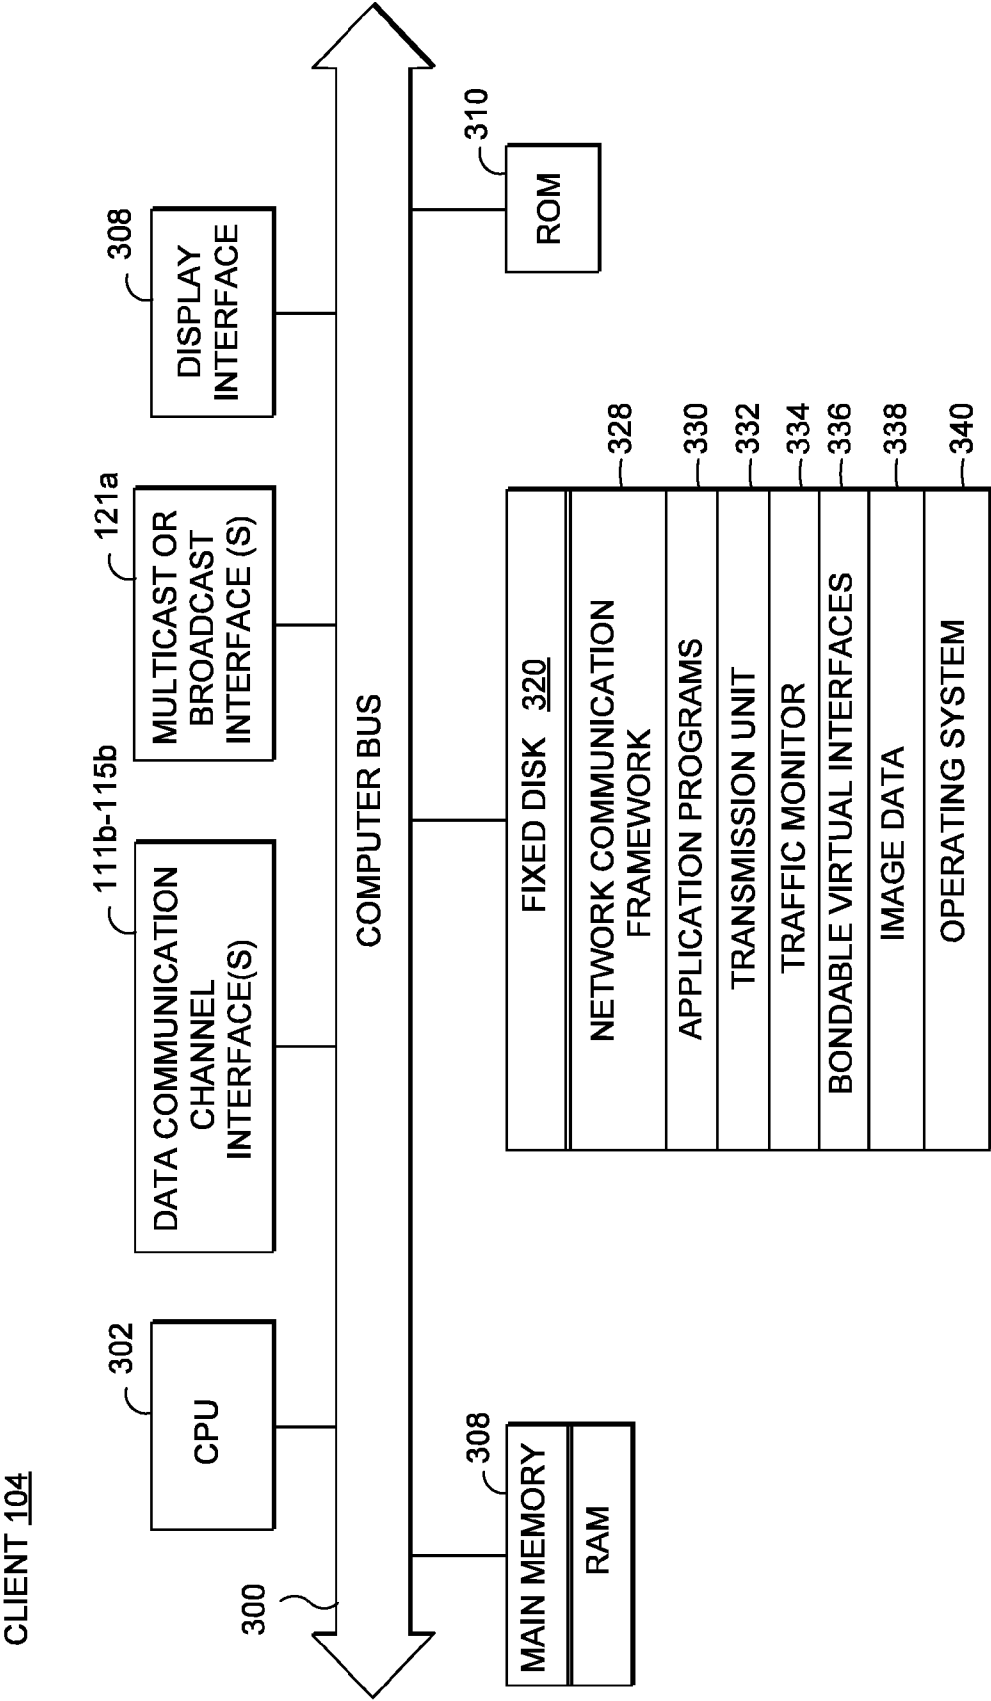 CLIENT 104
302
CPU
111b-115b
DATA COMMUNICATION
CHANNEL
INTERFACE(S)
121a
MULTICAST OR
BROADCAST
INTERFACE (S)
308
DISPLAY
INTERFACE
300
COMPUTER BUS
308
MAIN MEMORY
RAM
FIXED DISK 320
NETWORK COMMUNICATION
FRAMEWORK
328
APPLICATION PROGRAMS
330
TRANSMISSION UNIT
332
TRAFFIC MONITOR
334
BONDABLE VIRTUAL INTERFACES
336
IMAGE DATA
338
OPERATING SYSTEM
340
310
ROM